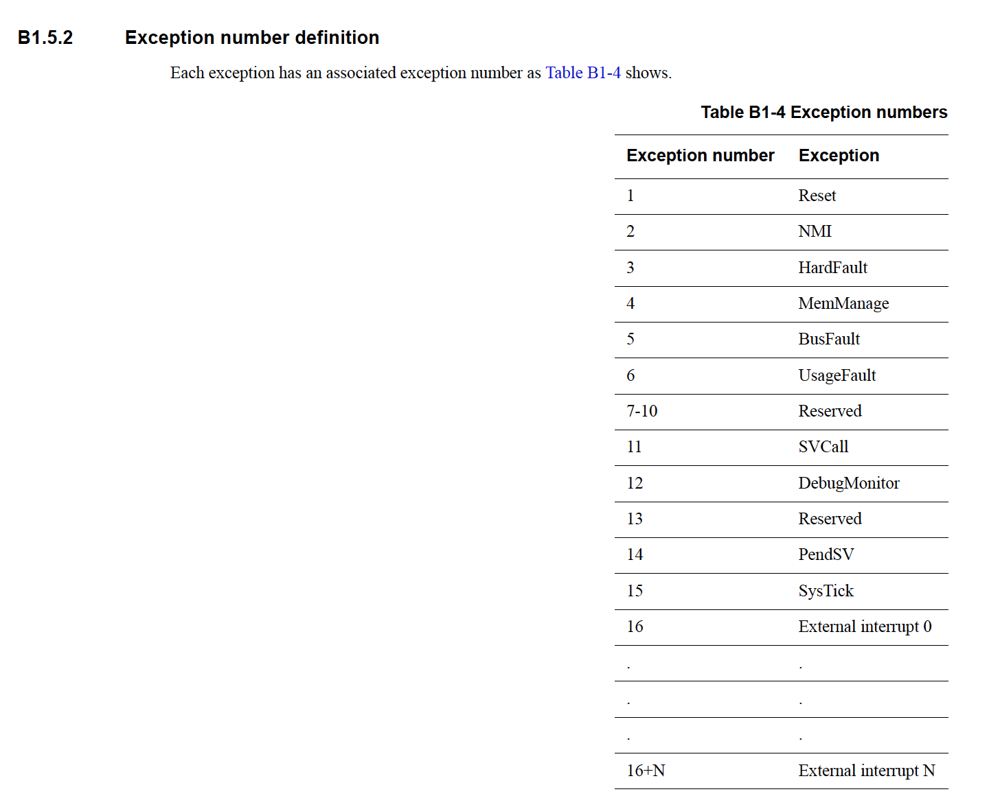 B1.5.2 Exception number definition
Each exception has an associated exception number as Table B1-4 shows.
Table B1-4 Exception numbers
Exception number Exception
1 Reset
2 NMI
3 HardFault
4 MemManage
5 BusFault
6 UsageFault
7-10 Reserved
11 SVCall
12 DebugMonitor
13 Reserved
14 PendSV
15 SysTick
16 External interrupt 0
. .
. .
. .
16+N External interrupt N